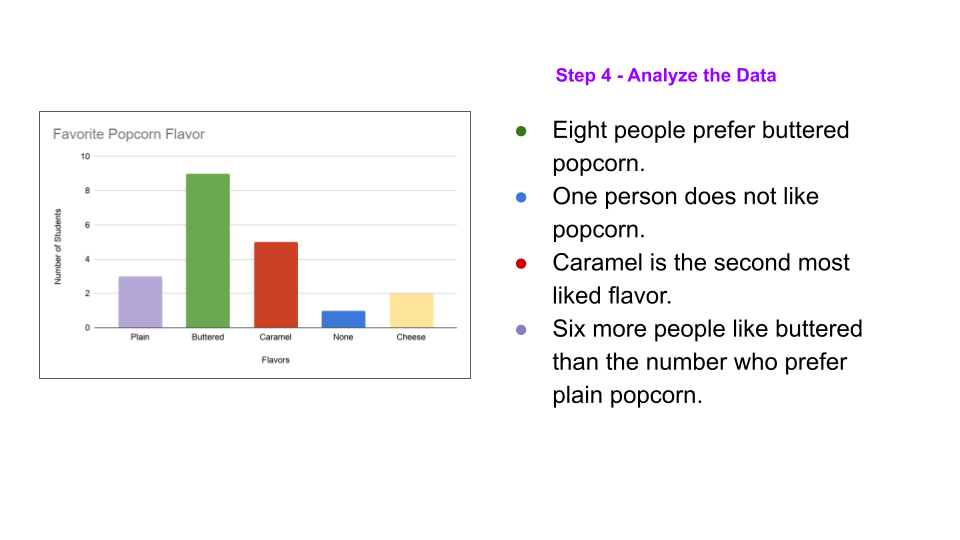 Step 4 - Analyze the Data
Favorite Popcorn Flavor
10
8
6
4
2
0
Number of Students
Plain
Buttered
Caramel
None
Cheese
Flavors
● Eight people prefer buttered
popcorn.
● One person does not like
popcorn.
● Caramel is the second most
liked flavor.
● Six more people like buttered
than the number who prefer
plain popcorn.